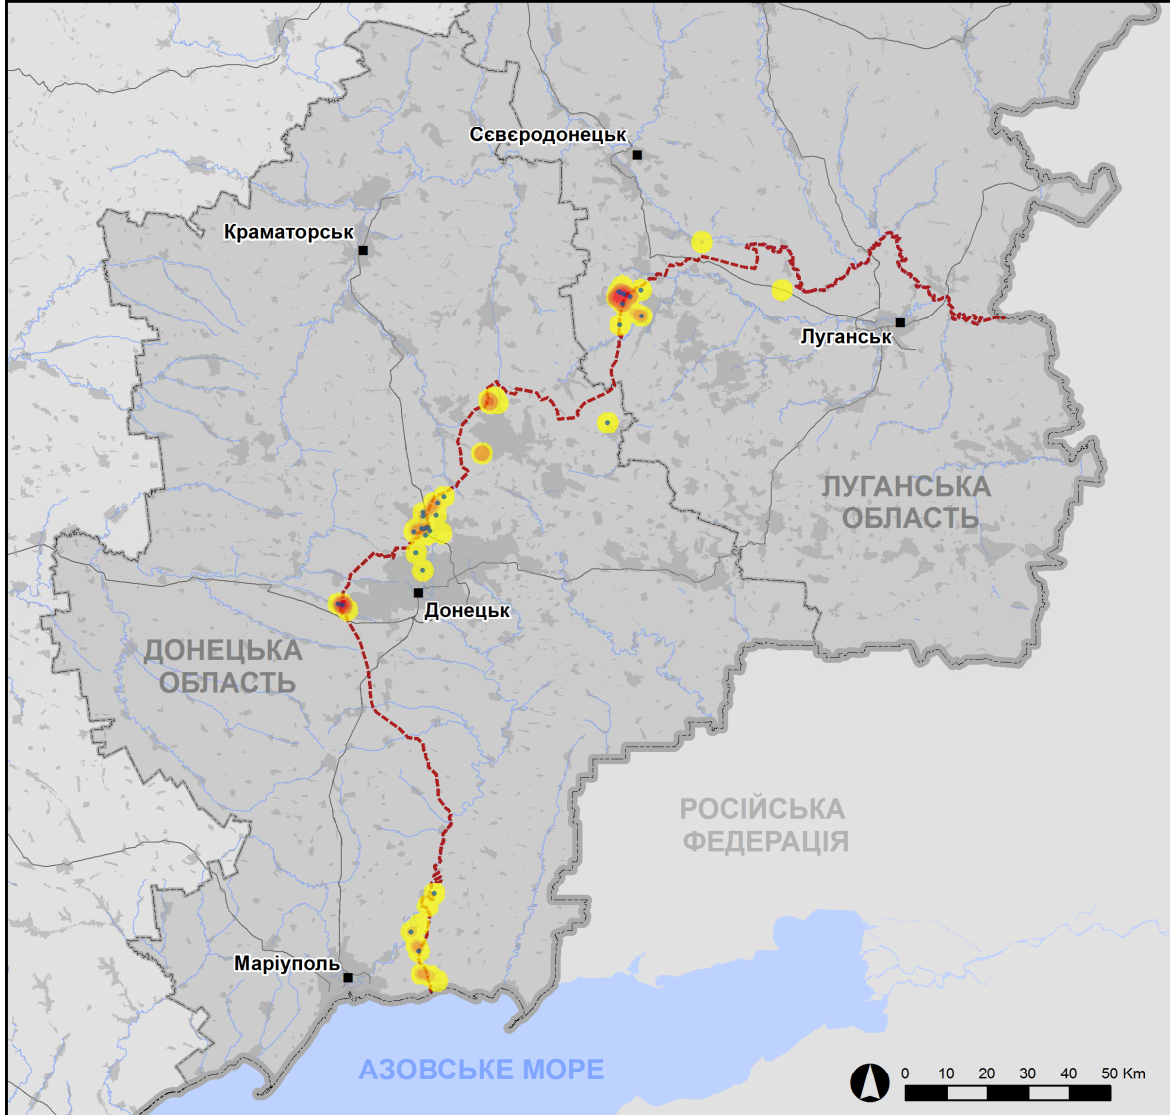 Сєвєродонецьк
Краматорськ
Луганськ
ЛУГАНСЬКА
ОБЛАСТЬ
Донецьк
ДОНЕЦЬКА
ОБЛАСТЬ
РОСІЙСЬКА
ФЕДЕРАЦІЯ
Маріуполь
АЗОВСЬКЕ МОРЕ
0 10 20 30 40 50 Km